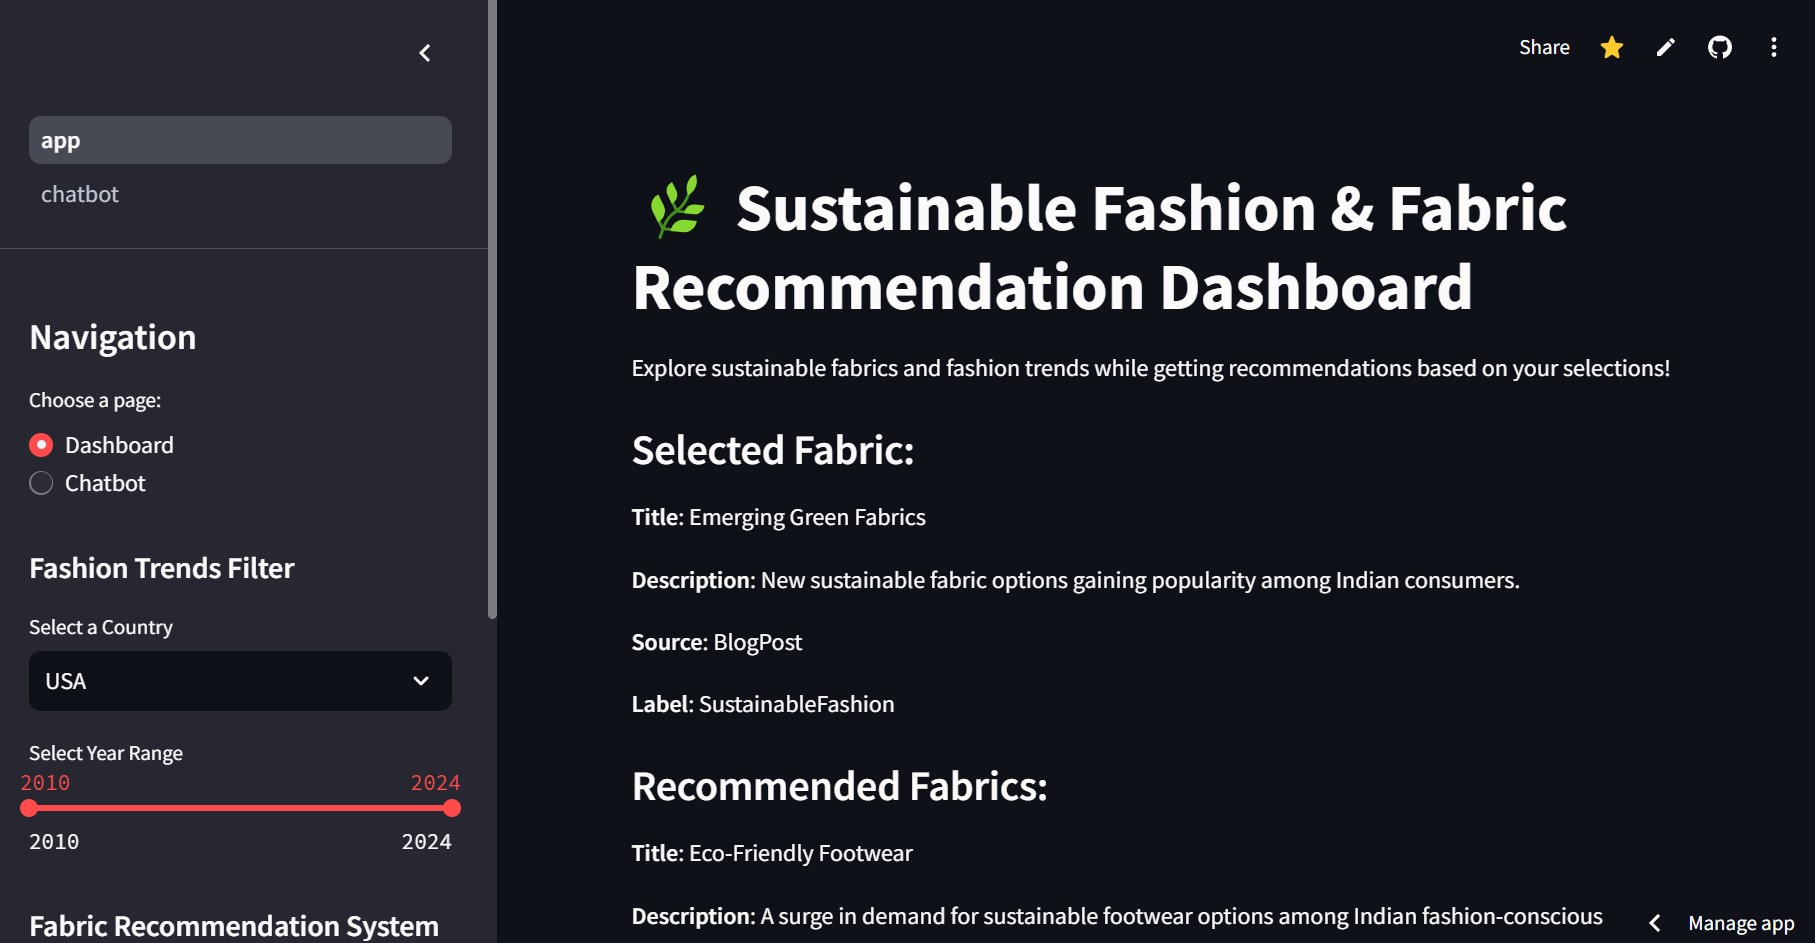 app
chatbot
Navigation
Choose a page:
Dashboard
Chatbot
Fashion Trends Filter
Select a Country
USA
Select Year Range
2010 2024
2010 2024
Fabric Recommendation System
Share
Sustainable Fashion & Fabric
Recommendation Dashboard
Explore sustainable fabrics and fashion trends while getting recommendations based on your selections!
Selected Fabric:
Title: Emerging Green Fabrics
Description: New sustainable fabric options gaining popularity among Indian consumers.
Source: BlogPost
Label: SustainableFashion
Recommended Fabrics:
Title: Eco-Friendly Footwear
Description: A surge in demand for sustainable footwear options among Indian fashion-conscious
Manage app